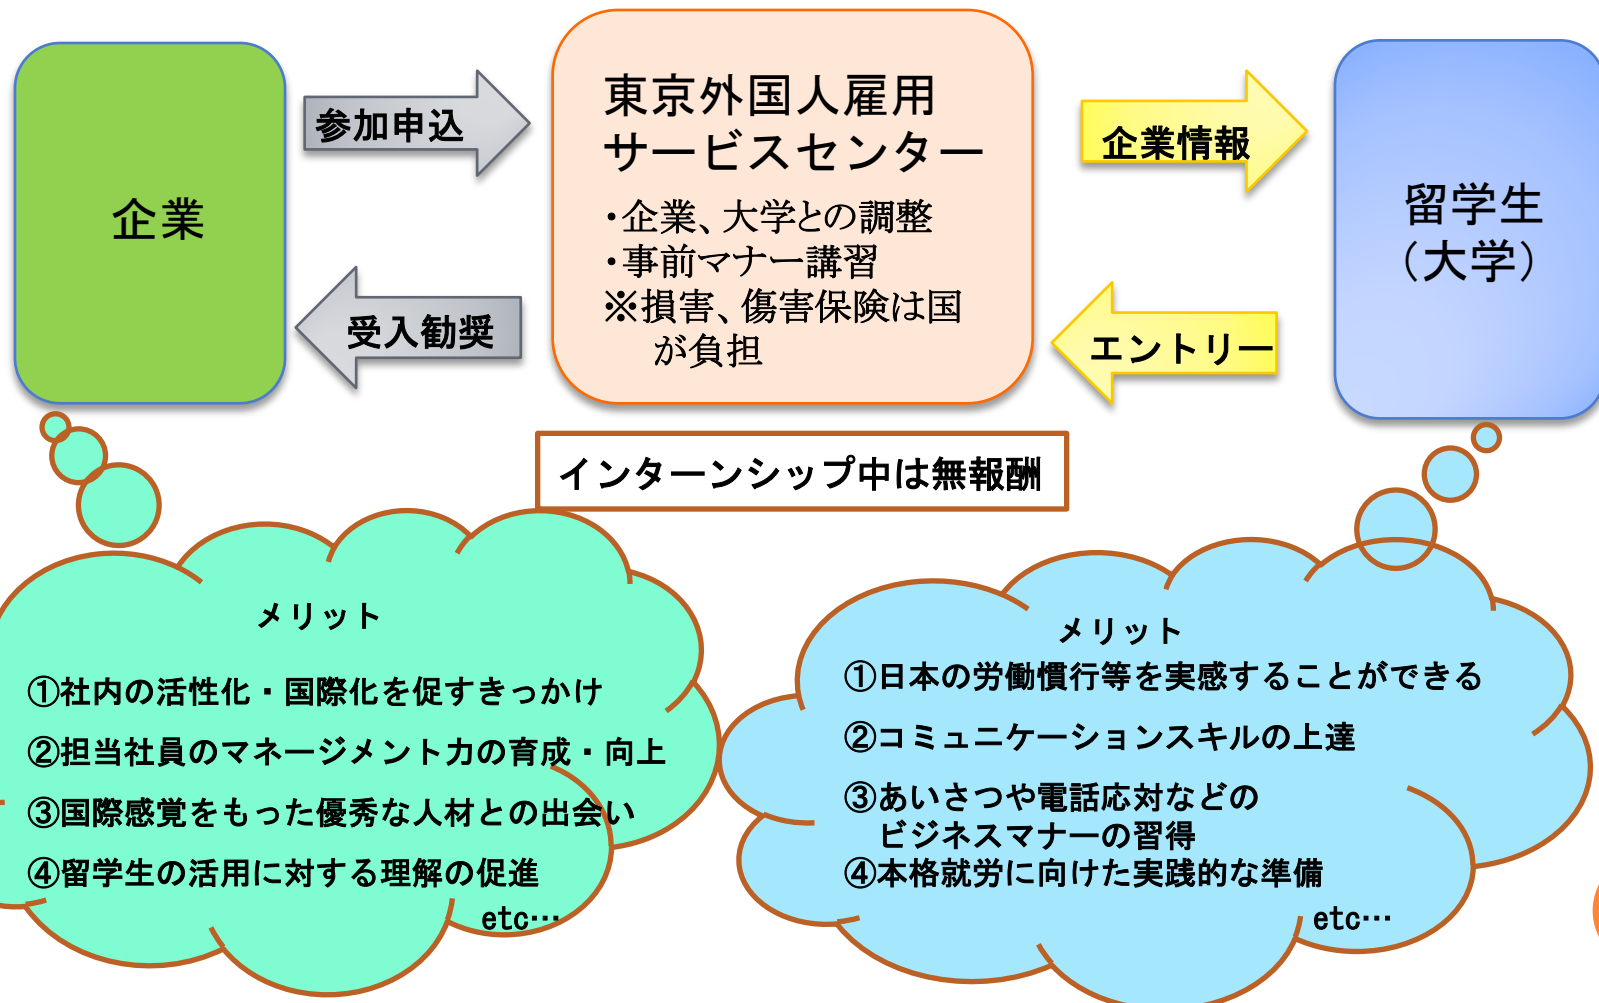 企業
参加申込
受入勧奨
東京外国人雇用
サービスセンター
・企業、大学との調整
・事前マナー講習
※損害、傷害保険は国
が負担
企業情報
エントリー
留学生
（大学）
インターンシップ中は無報酬
メリット
①社内の活性化・国際化を促すきっかけ
②担当社員のマネージメント力の育成・向上
③国際感覚をもった優秀な人材との出会い
④留学生の活用に対する理解の促進
etc…
メリット
①日本の労働慣行等を実感することができる
②コミュニケーションスキルの上達
③あいさつや電話応対などの
ビジネスマナーの習得
④本格就労に向けた実践的な準備
etc…